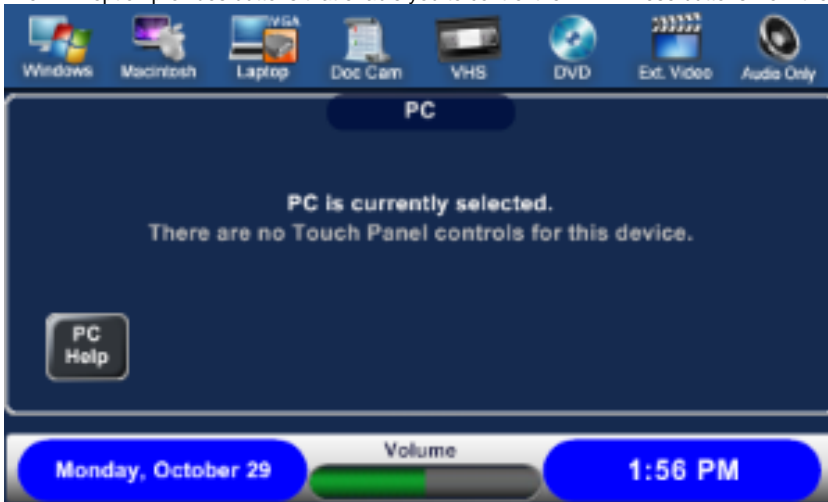 Windows
Macintosh
VGA
Laptop
Doc Cam
VHS
DVD
Ext. Video
Audio Only
PC
PC is currently selected.
There are no Touch Panel controls for this device.
PC
Help
Monday, October 29
Volume
1:56 PM